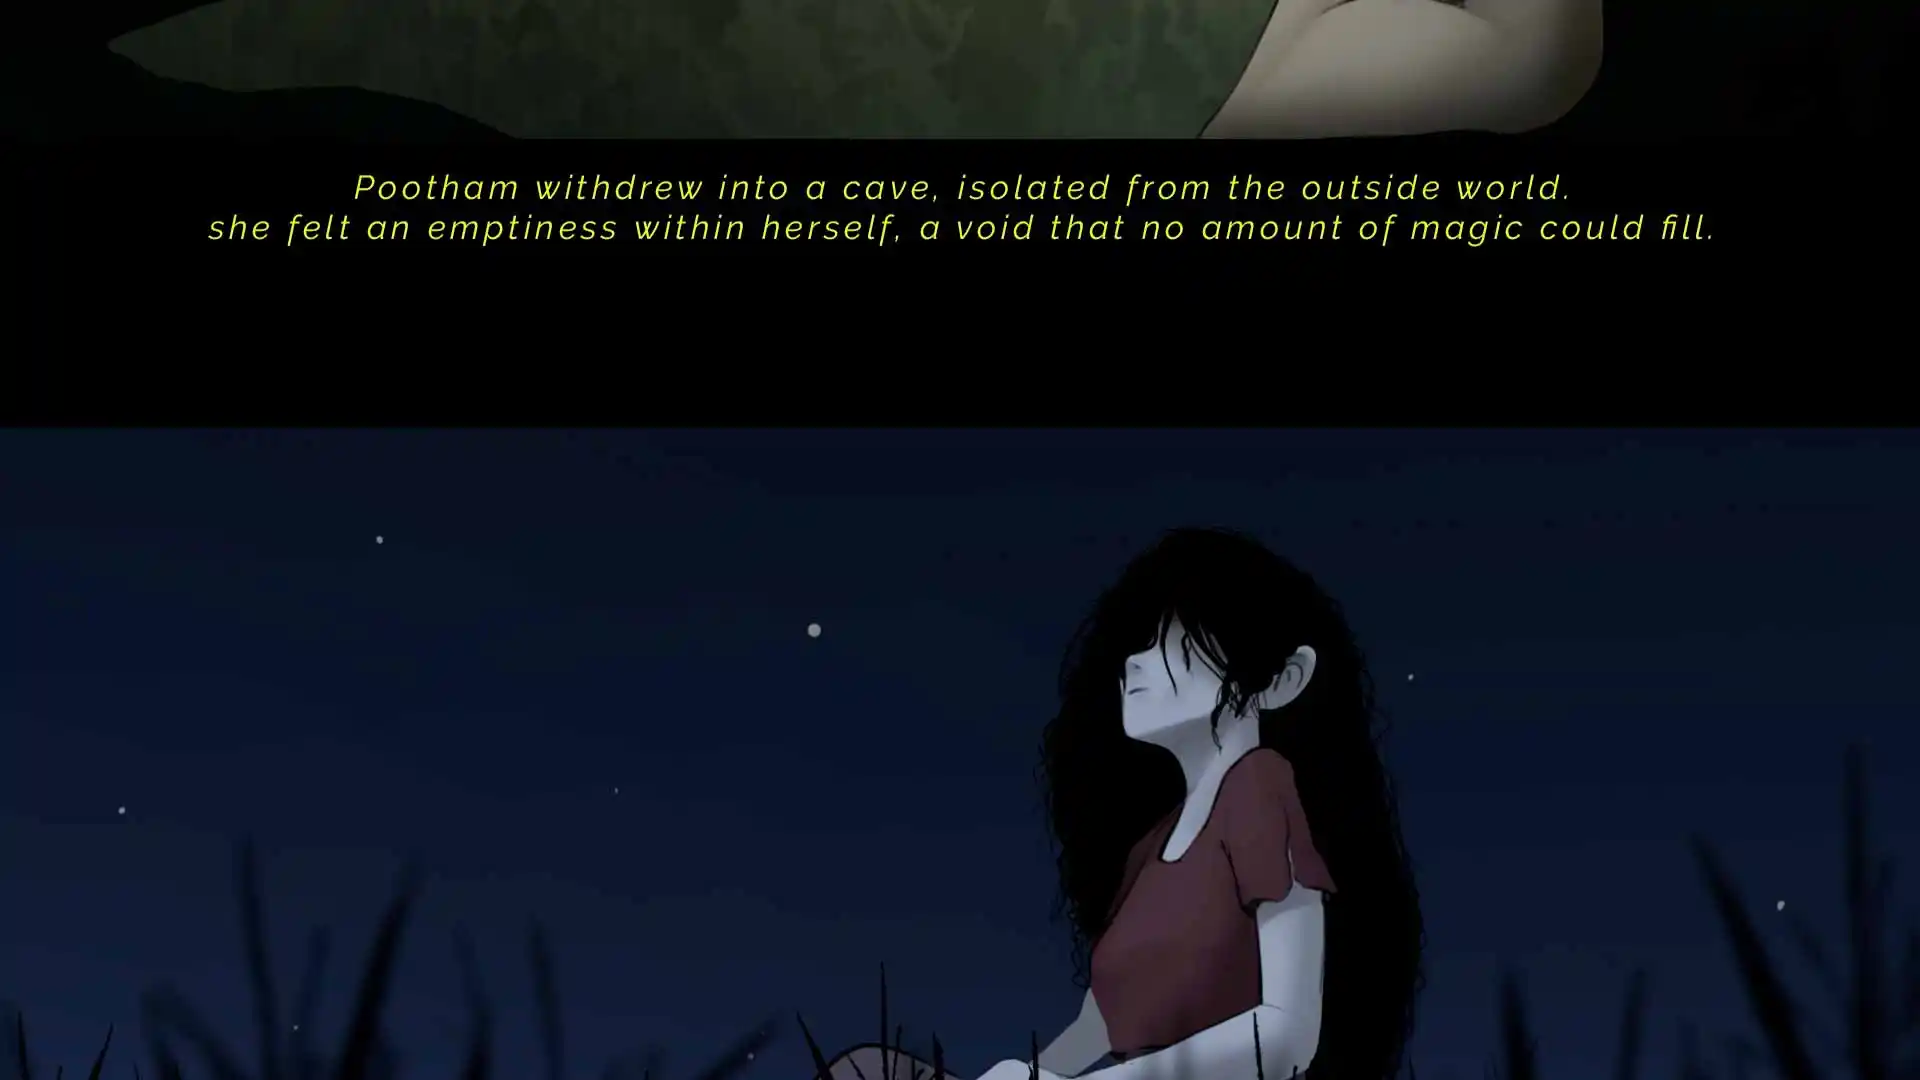 Pootham withdrew into a cave, isolated from the outside world.
she felt an emptiness within herself, a void that no amount of magic could fill.